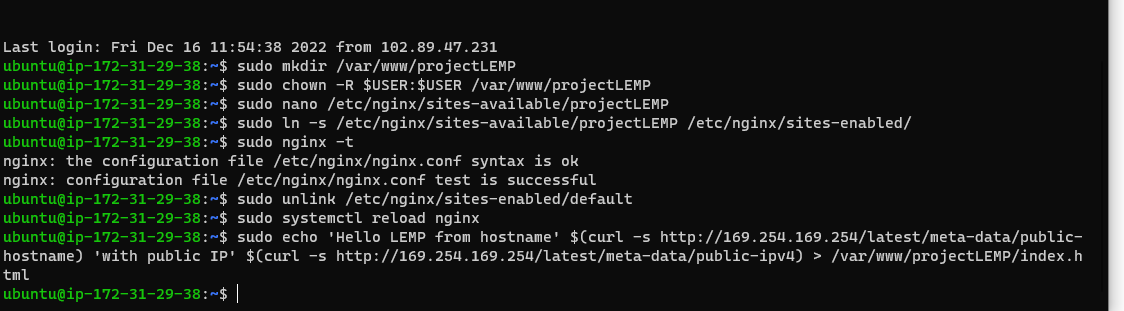 Last login: Fri Dec 16 11:54:38 2022 from 102.89.47.231
ubuntu@ip-172-31-29-38:~$ sudo mkdir /var/www/projectLEMP
ubuntu@ip-172-31-29-38:~$ sudo chown -R $USER:$USER /var/www/projectLEMP
ubuntu@ip-172-31-29-38:~$ sudo nano /etc/nginx/sites-available/projectLEMP
ubuntu@ip-172-31-29-38:~$ sudo ln -s /etc/nginx/sites-available/projectLEMP /etc/nginx/sites-enabled/
ubuntu@ip-172-31-29-38:~$ sudo nginx -t
nginx: the configuration file /etc/nginx/nginx.conf syntax is ok
nginx: configuration file /etc/nginx/nginx.conf test is successful
ubuntu@ip-172-31-29-38:~$ sudo unlink /etc/nginx/sites-enabled/default
ubuntu@ip-172-31-29-38:~$ sudo systemctl reload nginx
ubuntu@ip-172-31-29-38:~$ sudo echo 'Hello LEMP from hostname' $(curl -s http://169.254.169.254/latest/meta-data/public-
hostname) 'with public IP' $(curl -s http://169.254.169.254/latest/meta-data/public-ipv4) > /var/www/projectLEMP/index.h
tml
ubuntu@ip-172-31-29-38:~$